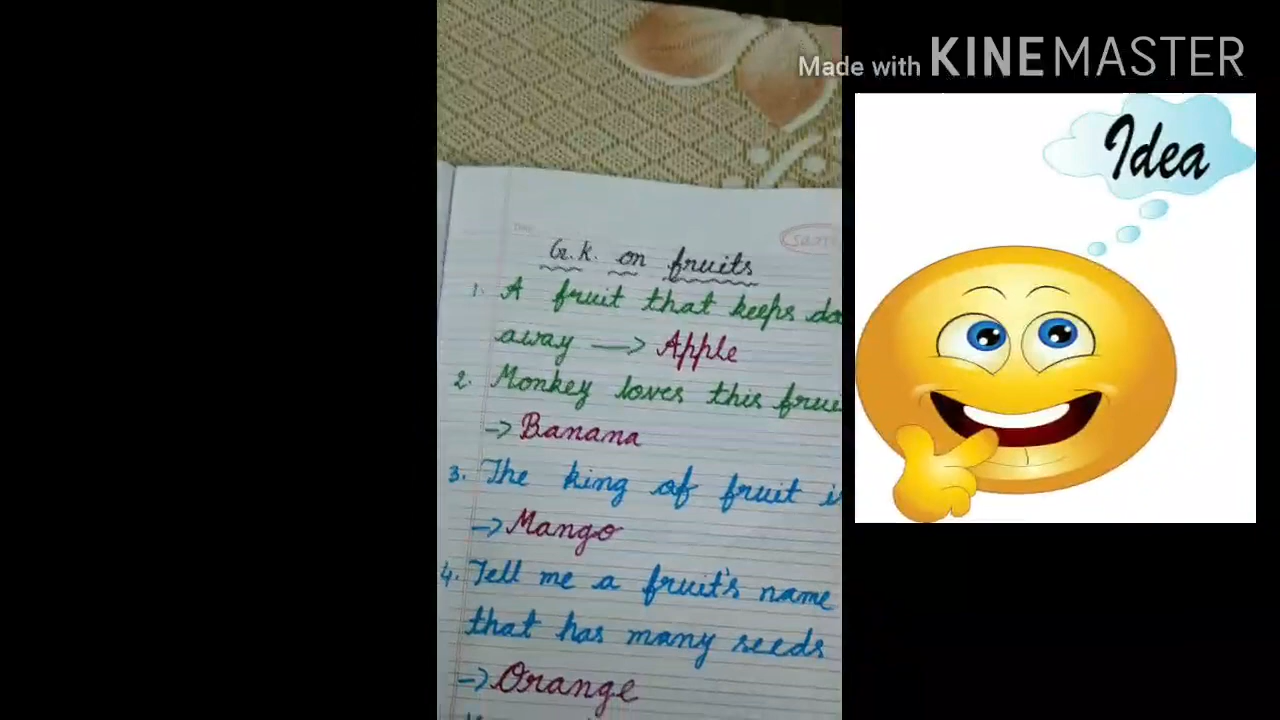 Made with KINEMASTER
Idea
G.K. on fruits
1. A fruit that keeps
away → Apple
2. Monkey loves this
→ Banana
3. The king of fruit
→ Mango
4. Tell me a fruit's name
that has many seeds
→ Orange